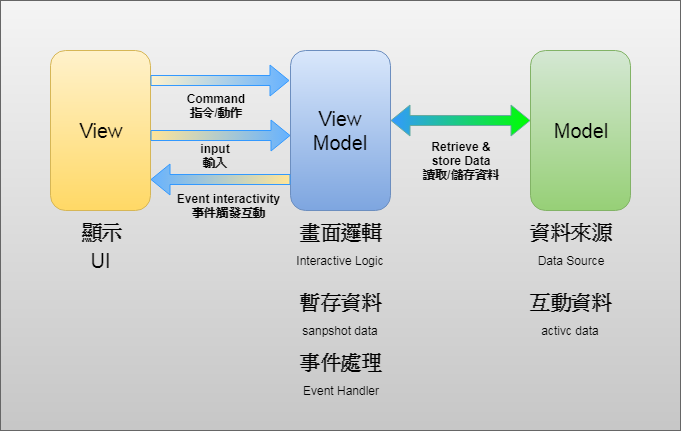 View
Command
指令/動作
input
輸入
Event interactivity
事件觸發互動
View
Model
Retrieve &
store Data
讀取/儲存資料
Model
顯示
UI
畫面邏輯
Interactive Logic
暫存資料
sanpshot data
事件處理
Event Handler
資料來源
Data Source
互動資料
activc data